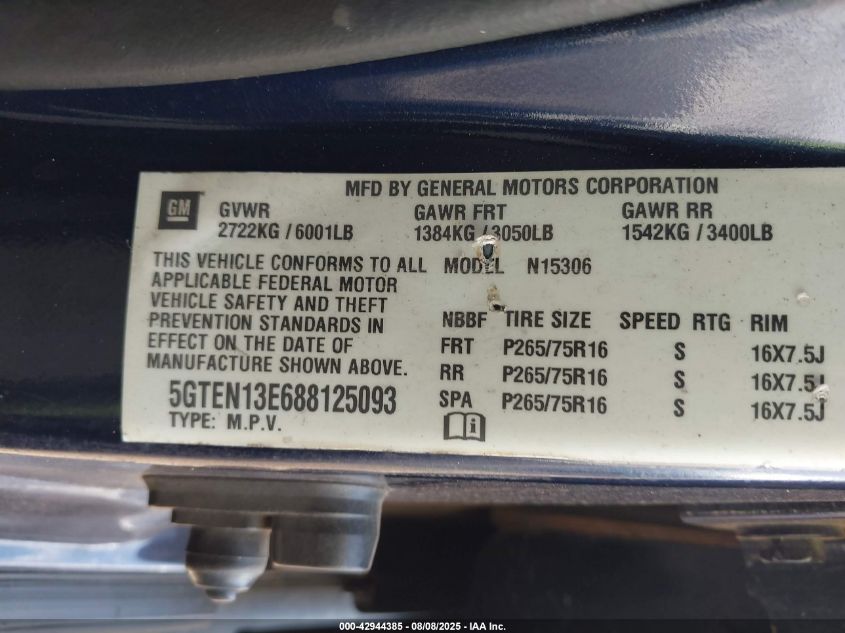 MFD BY GENERAL MOTORS CORPORATION
GM
GVWR GAWR FRT GAWR RR
2722KG / 6001LB 1384KG / 3050LB 1542KG / 3400LB
THIS VEHICLE CONFORMS TO ALL MODEL N15306
APPLICABLE FEDERAL MOTOR
VEHICLE SAFETY AND THEFT
PREVENTION STANDARDS IN NBBF TIRE SIZE SPEED RTG RIM
EFFECT ON THE DATE OF FRT P265/75R16 S 16X7.5J
MANUFACTURE SHOWN ABOVE. RR P265/75R16 S 16X7.5J
5GTEN13E688125093 SPA P265/75R16 S 16X7.5J
TYPE: M.P.V.
000-42944385 - 08/08/2025 - IAA Inc.